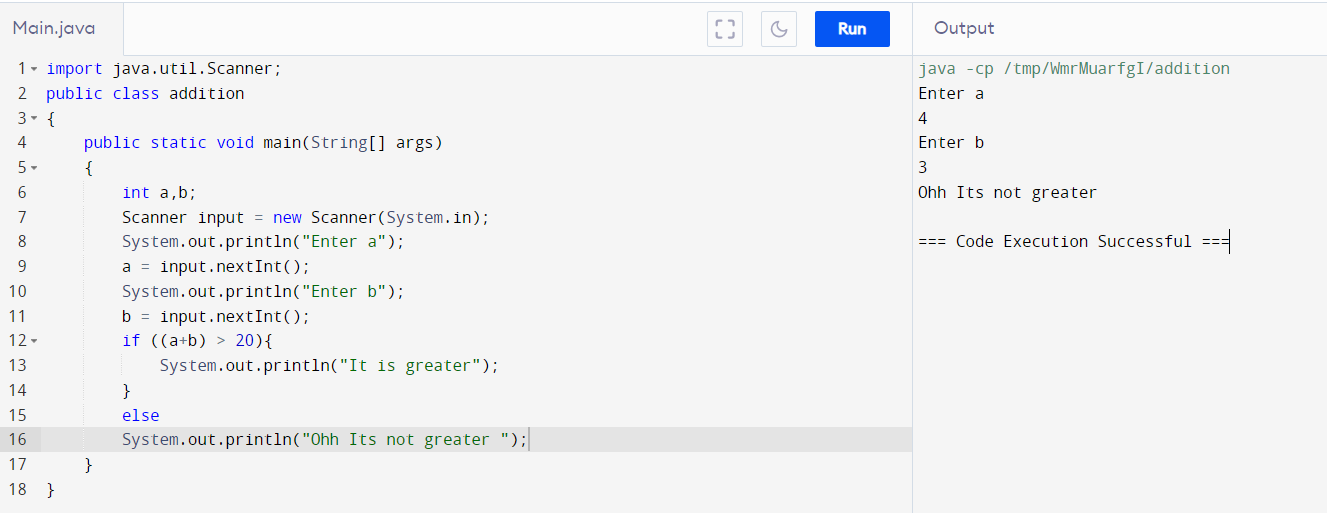 Main.java
Run
Output
1 import java.util.Scanner;
2 public class addition
3 {
4     public static void main(String[] args)
5     {
6         int a,b;
7         Scanner input = new Scanner(System.in);
8         System.out.println("Enter a");
9         a = input.nextInt();
10         System.out.println("Enter b");
11         b = input.nextInt();
12         if ((a+b) > 20){
13             System.out.println("It is greater");
14         }
15         else
16         System.out.println("Ohh Its not greater ");
17     }
18 }
java -cp /tmp/WmrMuarfgI/addition
Enter a
4
Enter b
3
Ohh Its not greater
=== Code Execution Successful ===